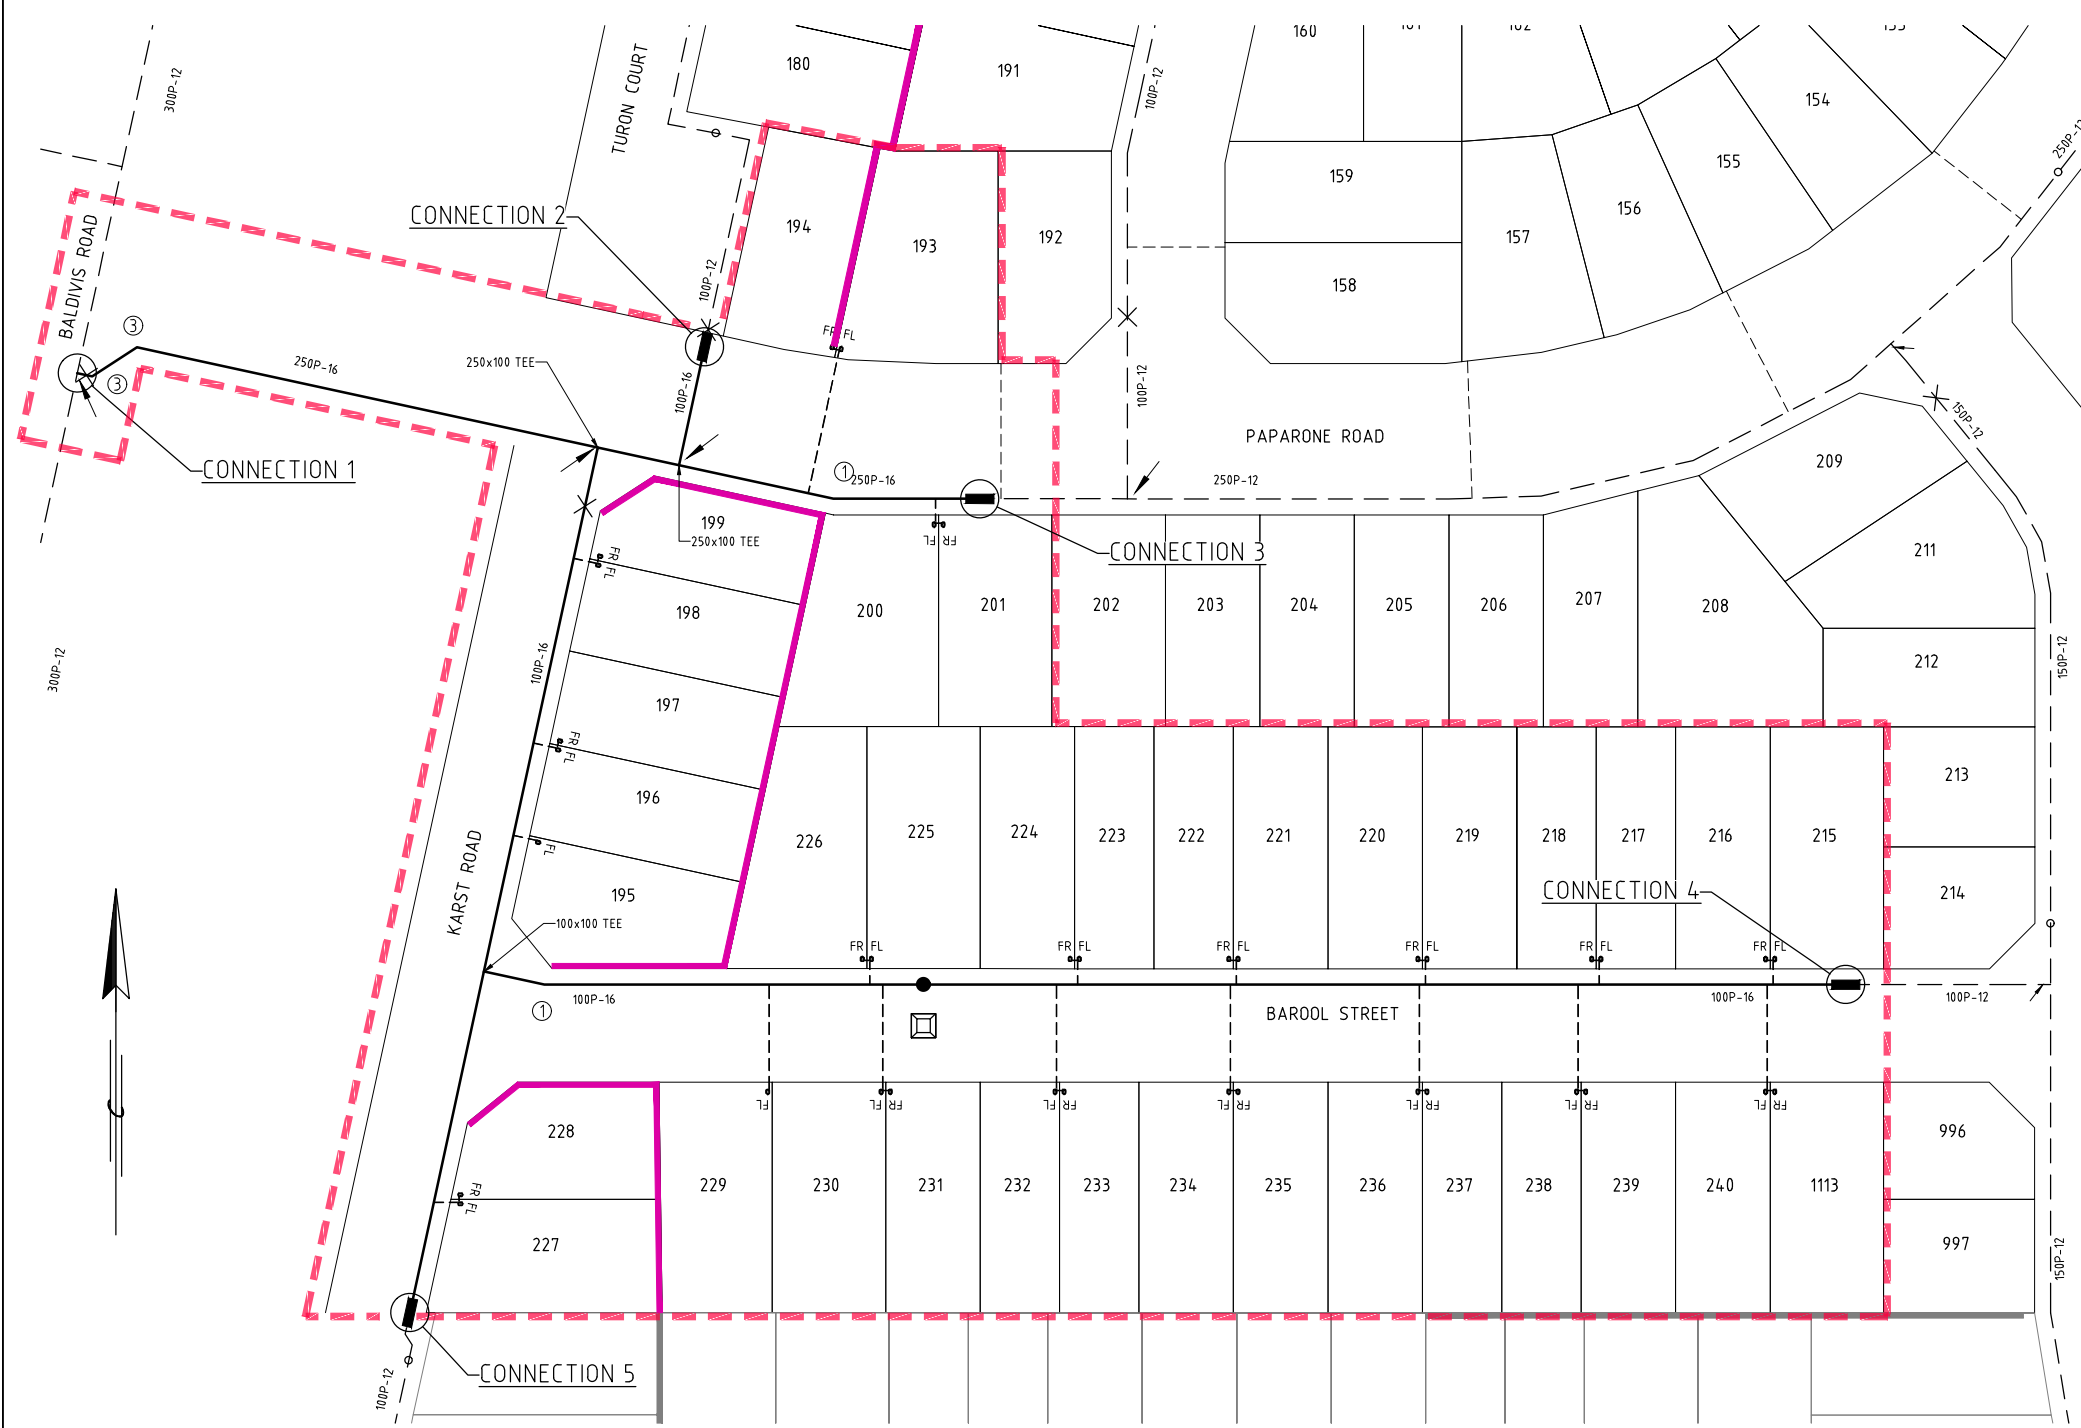 160
162
180
191
154
300P-12
TURON COURT
100P-12
250P-12
159
155
156
CONNECTION 2
194
193
192
157
BALDIVIS ROAD
100P-12
158
3
FR FL
250P-16
250x100 TEE
3
100P-16
100P-12
150P-12
PAPARONE ROAD
CONNECTION 1
1
250P-16
250P-12
209
199
250x100 TEE
FR FL
CONNECTION 3
211
FR
FL
198
200
201
202
203
204
205
206
207
208
300P-12
100P-16
212
150P-12
197
FR
FL
196
213
226
225
224
223
222
221
220
219
218
217
216
215
FL
KARST ROAD
195
CONNECTION 4
214
100x100 TEE
FR FL
FR FL
FR FL
FR FL
FR FL
FR FL
100P-16
1
100P-16
100P-12
BAROOL STREET
FL
FR FL
FR FL
FR FL
FR FL
FR FL
FR FL
228
996
FR
FL
229
230
231
232
233
234
235
236
237
238
239
240
1113
227
997
150P-12
CONNECTION 5
100P-12